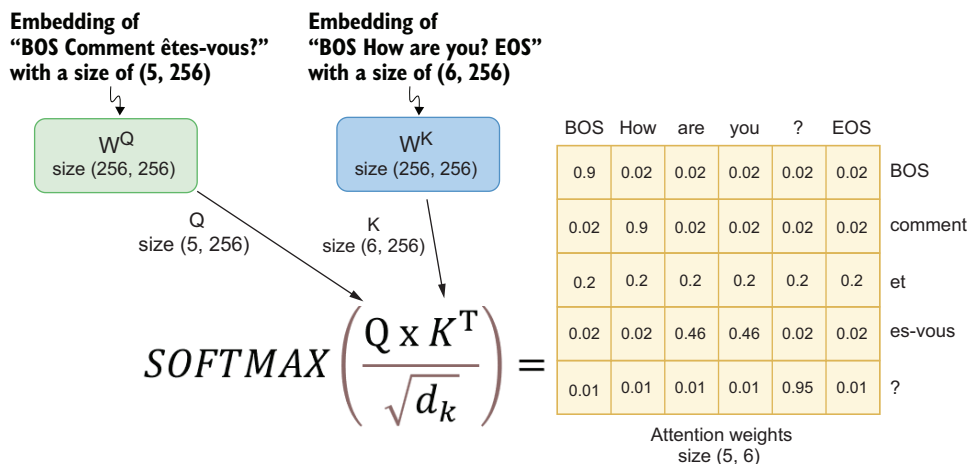 Embedding of
“BOS Comment êtes-vous?”
with a size of (5, 256)
Embedding of
“BOS How are you? EOS”
with a size of (6, 256)
W^Q
size (256, 256)
W^K
size (256, 256)
Q
size (5, 256)
K
size (6, 256)
SOFTMAX ( Q x K^T / √d_k ) =
BOS How are you ? EOS
0.9 0.02 0.02 0.02 0.02 0.02 BOS
0.02 0.9 0.02 0.02 0.02 0.02 comment
0.2 0.2 0.2 0.2 0.2 0.2 et
0.02 0.02 0.46 0.46 0.02 0.02 es-vous
0.01 0.01 0.01 0.01 0.95 0.01 ?
Attention weights
size (5, 6)